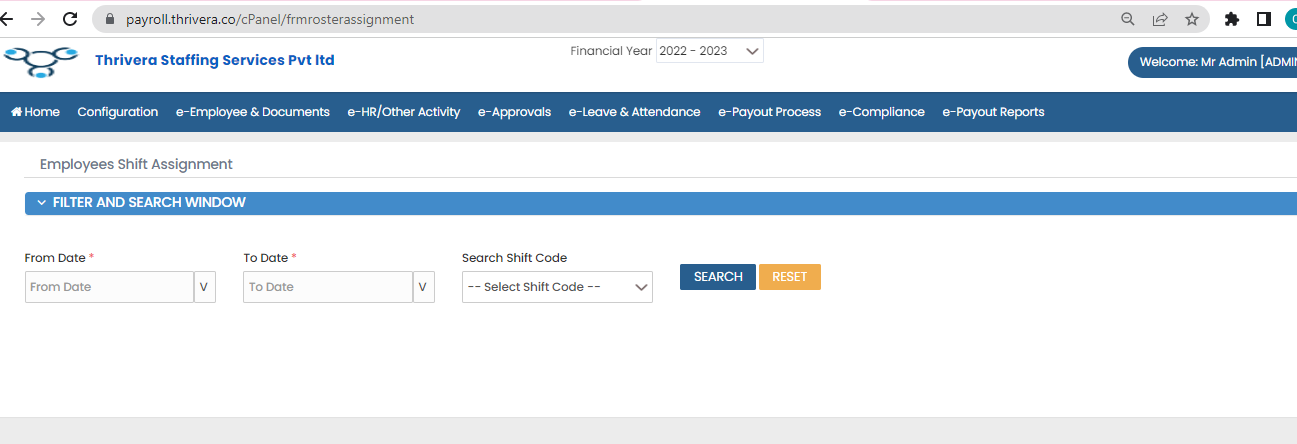 payroll.thrivera.co/cPanel/frmrosterassignment
Thrivera Staffing Services Pvt ltd
Financial Year 2022 - 2023
Welcome: Mr Admin [ADMIN
Home Configuration e-Employee & Documents e-HR/Other Activity e-Approvals e-Leave & Attendance e-Payout Process e-Compliance e-Payout Reports
Employees Shift Assignment
FILTER AND SEARCH WINDOW
From Date * To Date * Search Shift Code
From Date V To Date V -- Select Shift Code -- SEARCH RESET